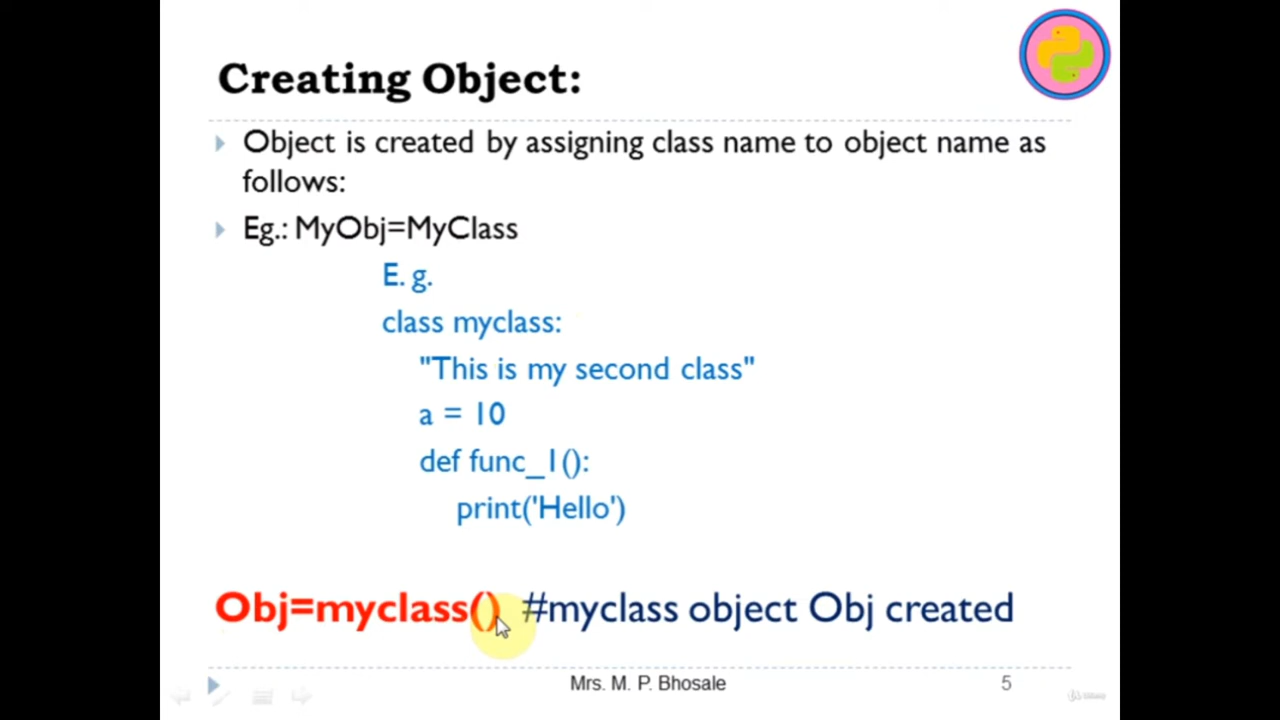 Creating Object:
Object is created by assigning class name to object name as
follows:
Eg.: MyObj=MyClass
E. g.
class myclass:
"This is my second class"
a = 10
def func_1():
print('Hello')
Obj=myclass() #myclass object Obj created
Mrs. M. P. Bhosale
5